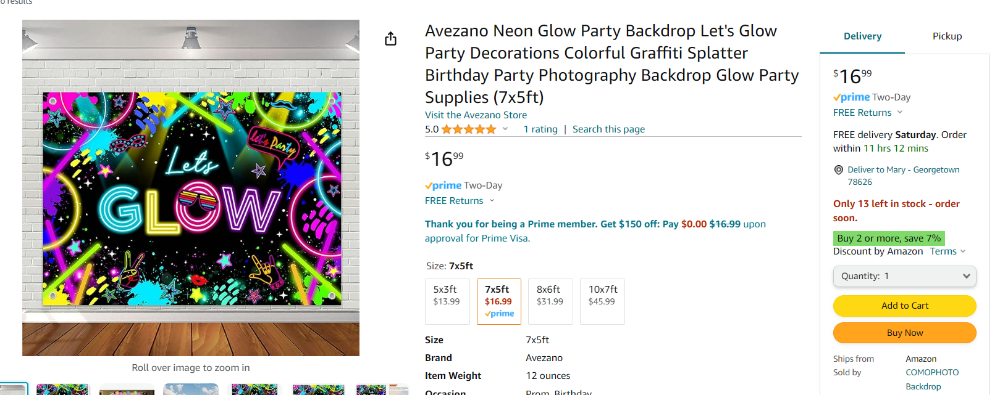 o results
Let's
GLOW
let's Party
Roll over image to zoom in
Avezano Neon Glow Party Backdrop Let's Glow
Party Decorations Colorful Graffiti Splatter
Birthday Party Photography Backdrop Glow Party
Supplies (7x5ft)
Visit the Avezano Store
5.0 1 rating | Search this page
$16 99
prime Two-Day
FREE Returns
Thank you for being a Prime member. Get $150 off: Pay $0.00 $16.99 upon
approval for Prime Visa.
Size: 7x5ft
5x3ft 7x5ft 8x6ft 10x7ft
$13.99 $16.99 $31.99 $45.99
prime
Size 7x5ft
Brand Avezano
Item Weight 12 ounces
Occasion Prom, Birthday
Delivery Pickup
$16 99
prime Two-Day
FREE Returns
FREE delivery Saturday. Order
within 11 hrs 12 mins
Deliver to Mary - Georgetown
78626
Only 13 left in stock - order
soon.
Buy 2 or more, save 7%
Discount by Amazon Terms
Quantity: 1
Add to Cart
Buy Now
Ships from Amazon
Sold by COMOPHOTO
Backdrop